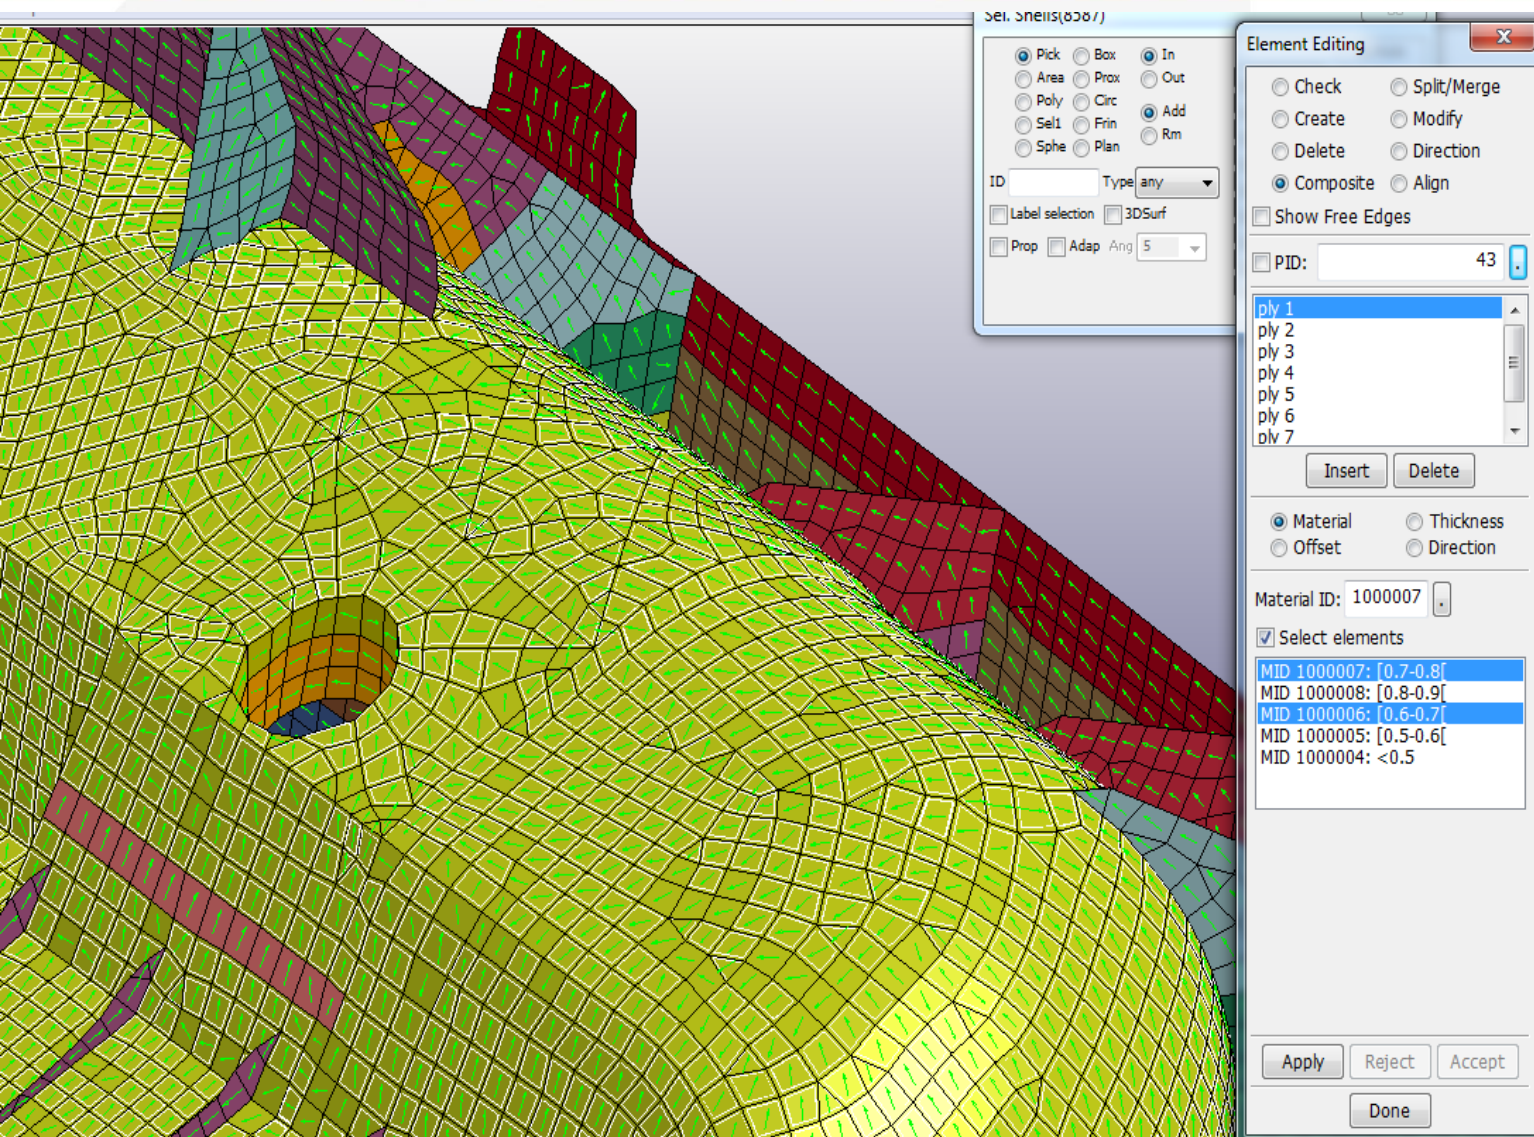 Sel. Shells(8587)
Pick Box In
Area Prox Out
Poly Circ
Add
Sel1 Frin
Rm
Sphe Plan
ID Type any
Label selection 3DSurf
Prop Adap Ang 5
Element Editing
Check Split/Merge
Create Modify
Delete Direction
Composite Align
Show Free Edges
PID: 43 .
ply 1
ply 2
ply 3
ply 4
ply 5
ply 6
ply 7
Insert Delete
Material Thickness
Offset Direction
Material ID: 1000007 .
Select elements
MID 1000007: [0.7-0.8[
MID 1000008: [0.8-0.9[
MID 1000006: [0.6-0.7[
MID 1000005: [0.5-0.6[
MID 1000004: <0.5
Apply Reject Accept
Done